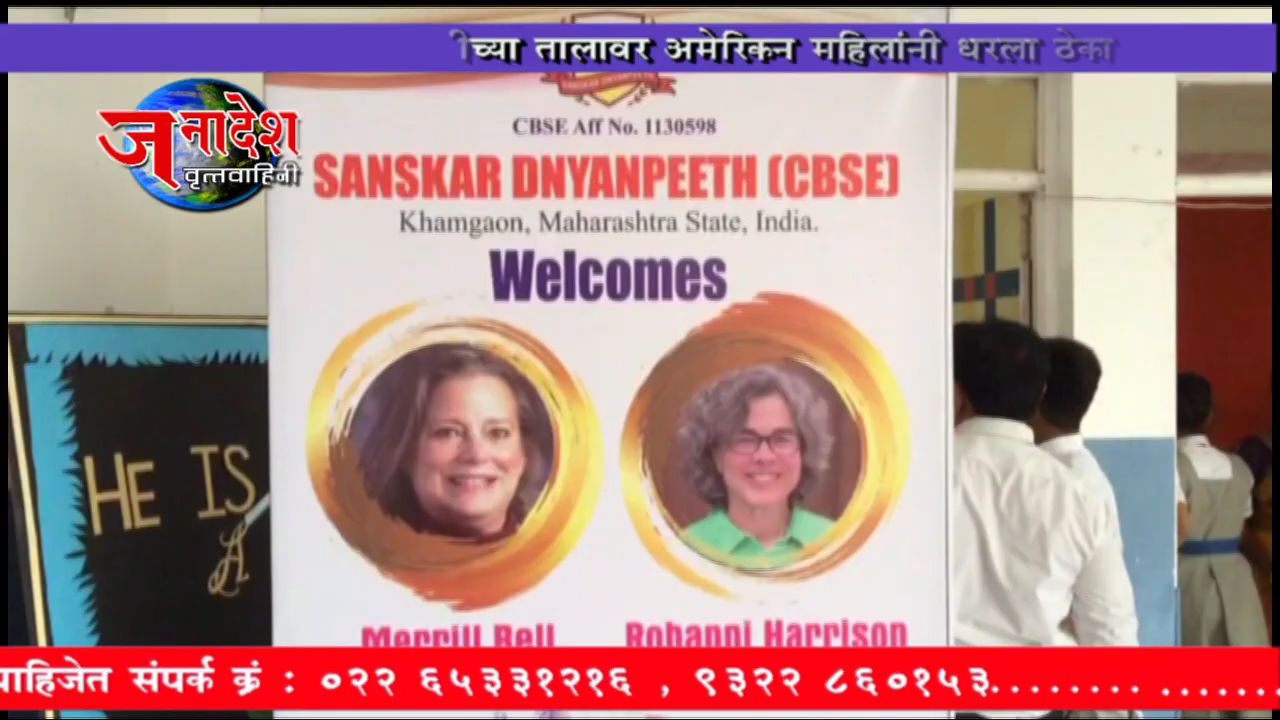 च्या तालावर अमेरिकन महिलांनी धरला ठेका
जनादेश
वृत्तवाहिनी
CBSE Aff No. 1130598
SANSKAR DNYANPEETH (CBSE)
Khamgaon, Maharashtra State, India.
Welcomes
HE IS
A
Merrill Bell
Rohanni Harrison
पाहिजेत संपर्क क्रं : ०२२ ६५३३१२१६ , ९३२२ ८६०१५३........ ......